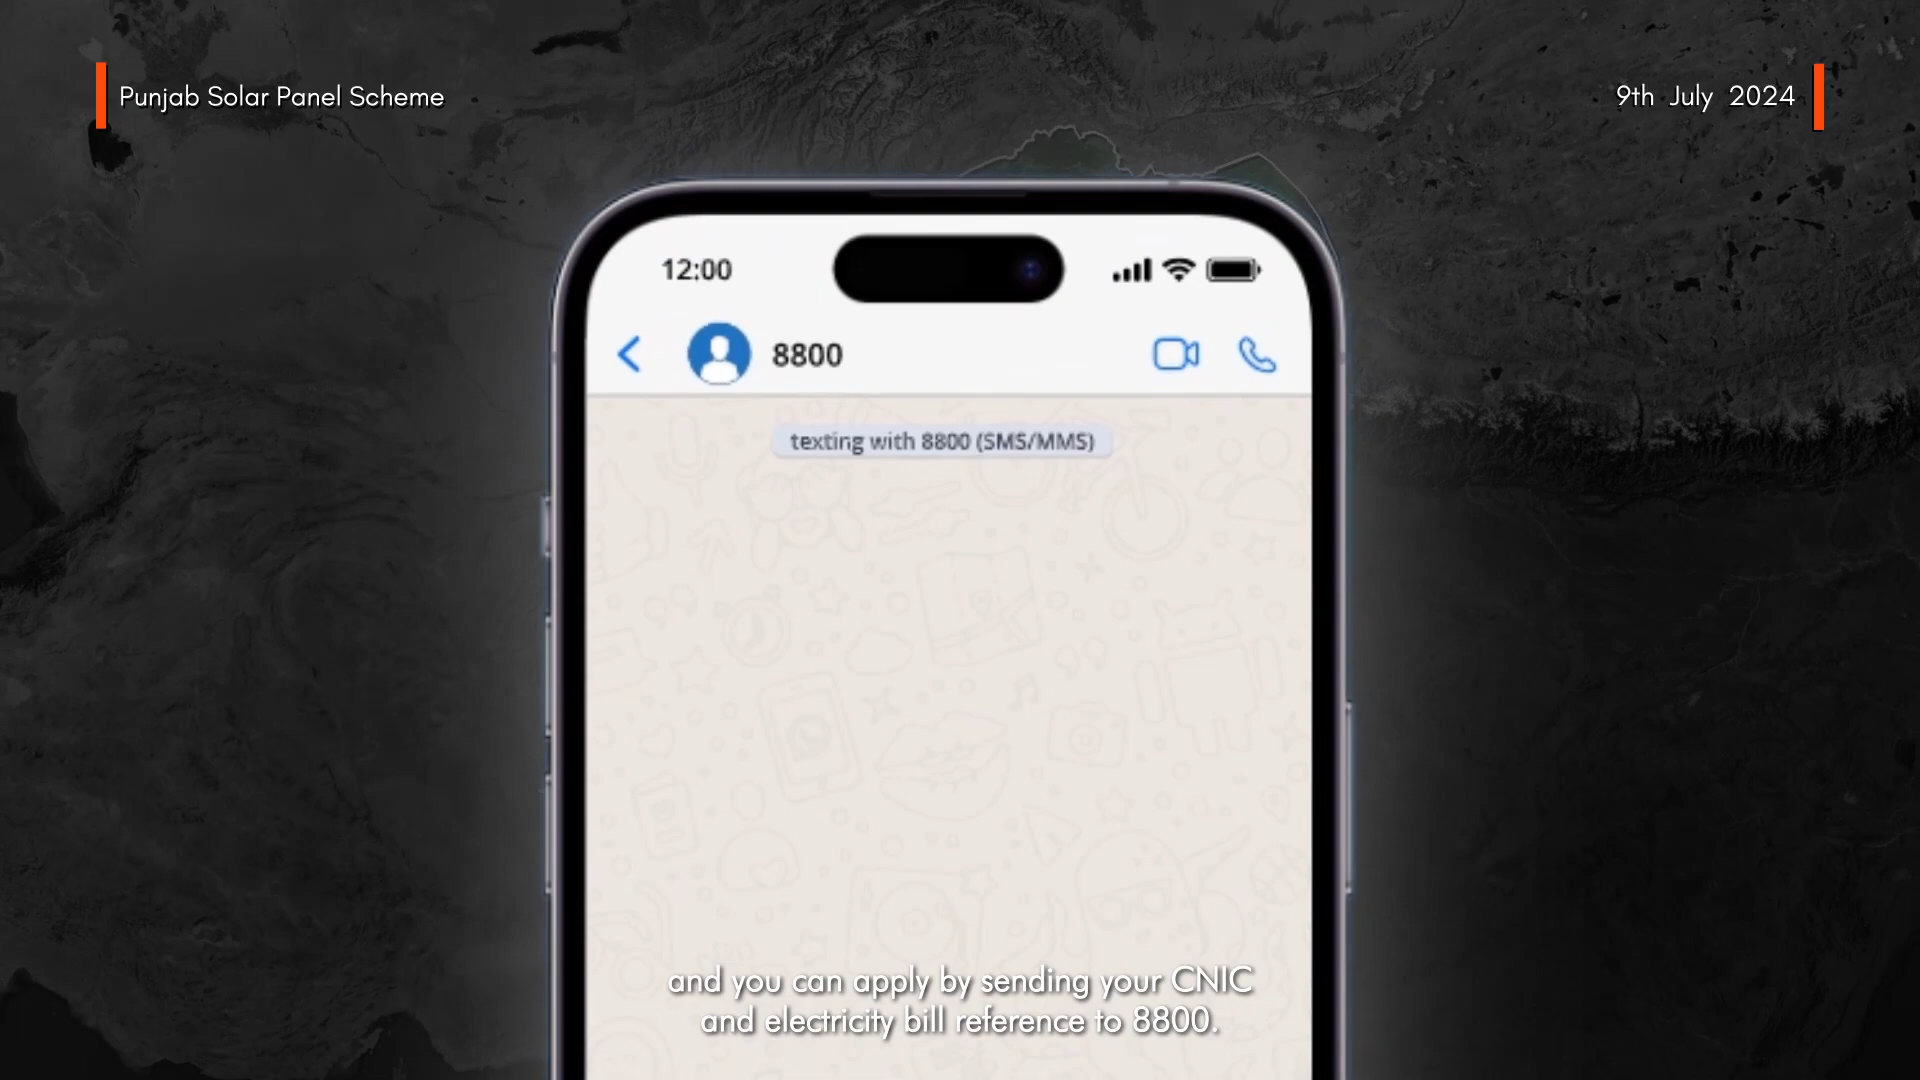 Punjab Solar Panel Scheme
9th July 2024
12:00
8800
texting with 8800 (SMS/MMS)
and you can apply by sending your CNIC
and electricity bill reference to 8800.